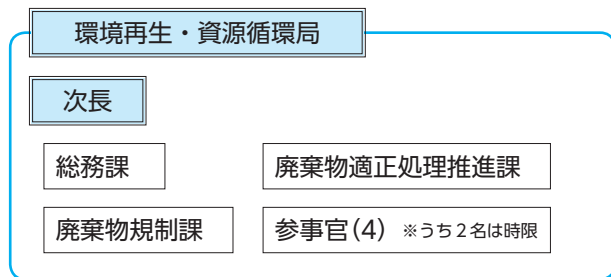 環境再生・資源循環局
次長
総務課
廃棄物適正処理推進課
廃棄物規制課
参事官(4) ※うち2名は時限